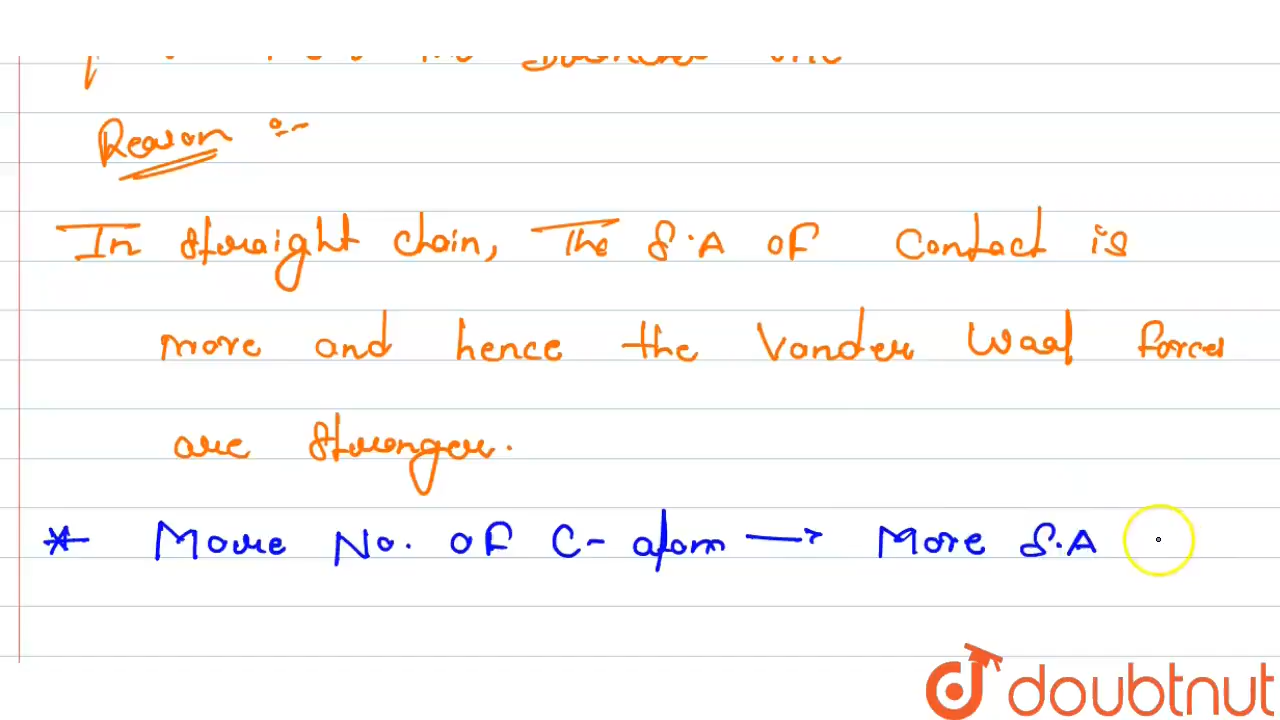 Reason :-
In straight chain, The S.A OF Contact is
more and hence the Vander Waal forces
are stronger.
* More No. OF C- atom → More S.A
doubtnut